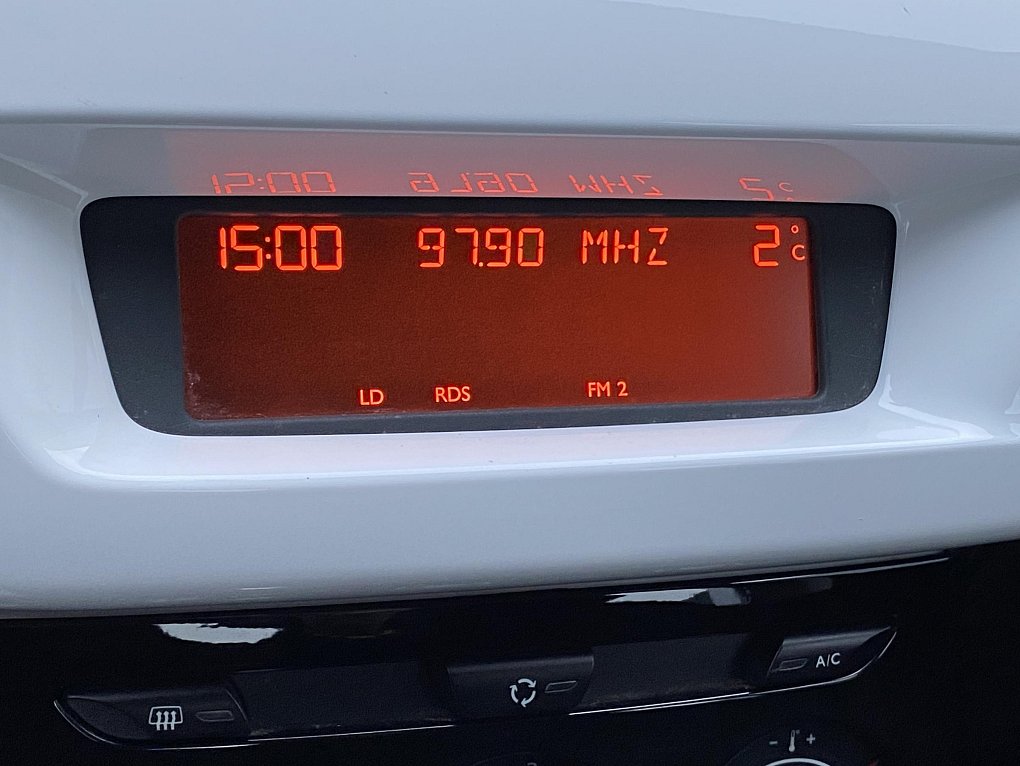 15:00 97.90 MHZ 2°C
LD RDS FM 2
A/C
- +